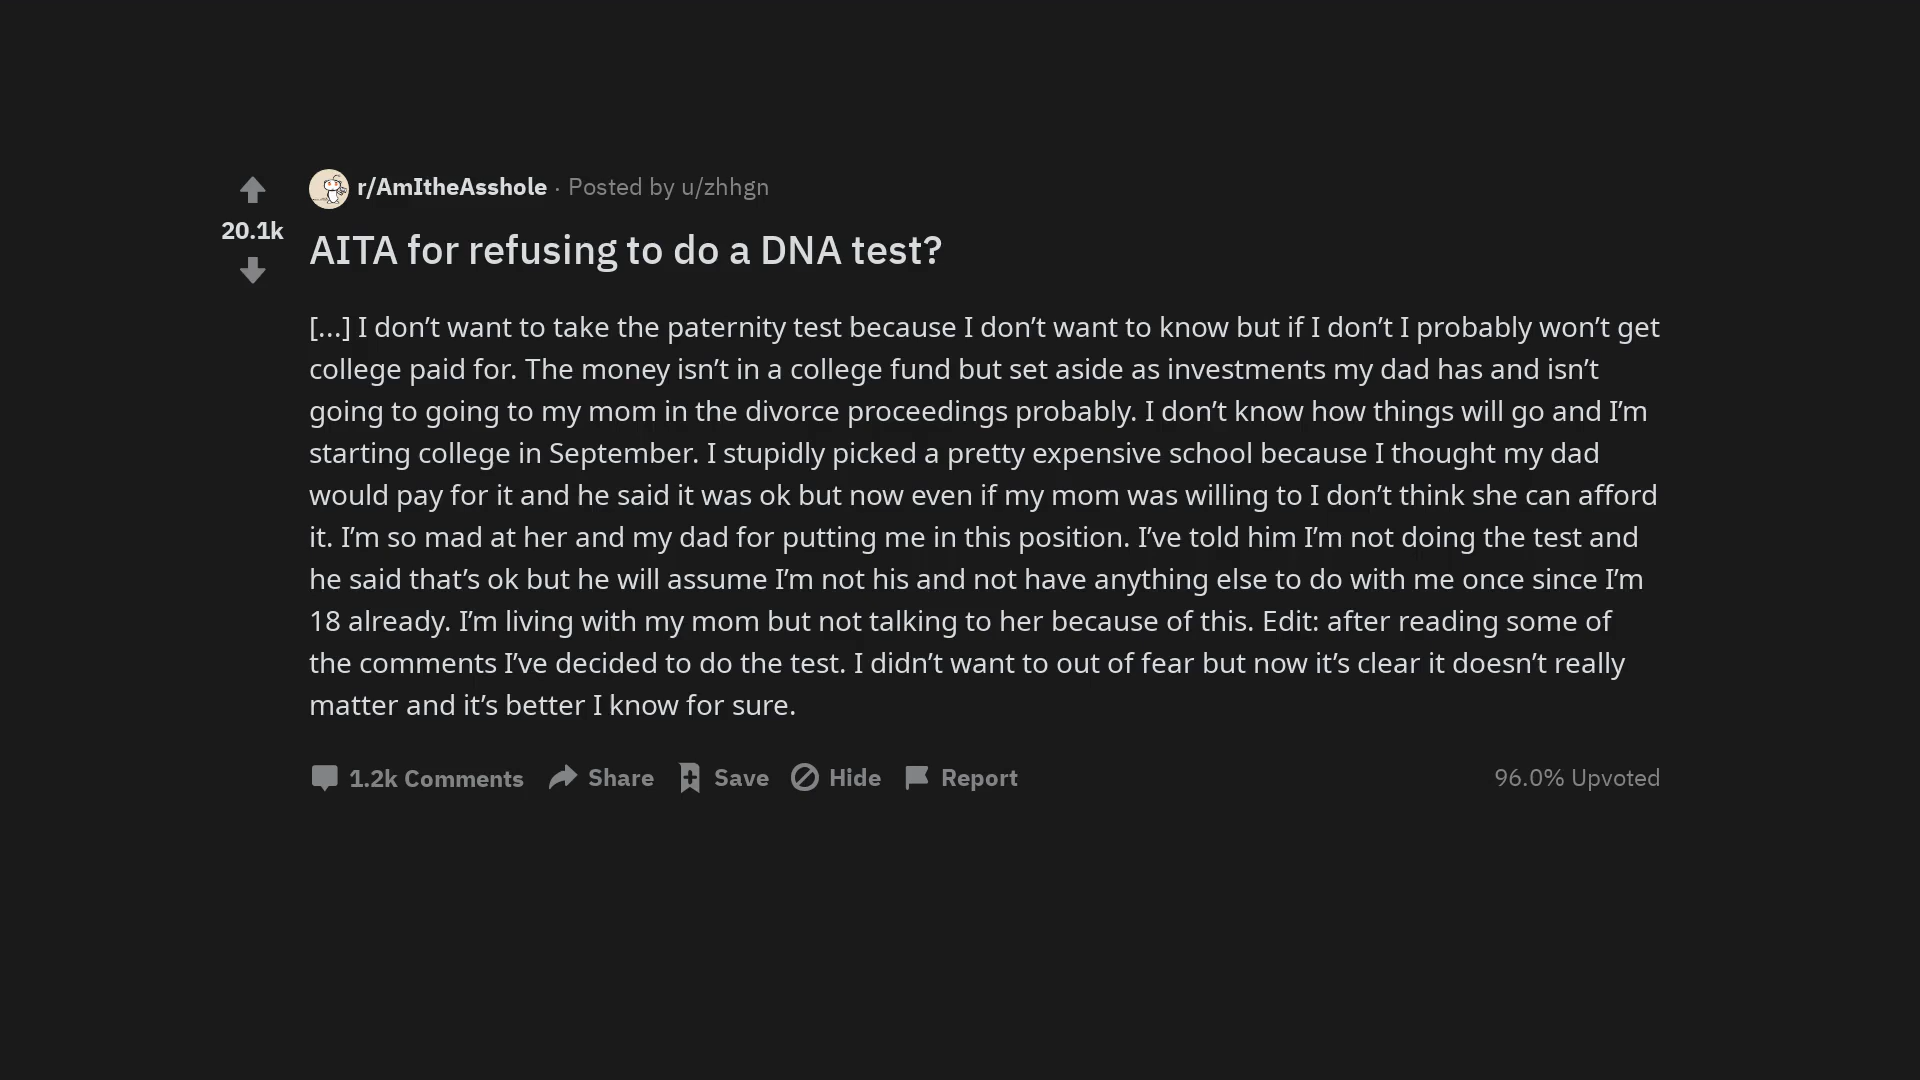 r/AmItheAsshole · Posted by u/zhhgn
20.1k
AITA for refusing to do a DNA test?
[...] I don’t want to take the paternity test because I don’t want to know but if I don’t I probably won’t get
college paid for. The money isn’t in a college fund but set aside as investments my dad has and isn’t
going to going to my mom in the divorce proceedings probably. I don’t know how things will go and I’m
starting college in September. I stupidly picked a pretty expensive school because I thought my dad
would pay for it and he said it was ok but now even if my mom was willing to I don’t think she can afford
it. I’m so mad at her and my dad for putting me in this position. I’ve told him I’m not doing the test and
he said that’s ok but he will assume I’m not his and not have anything else to do with me once since I’m
18 already. I’m living with my mom but not talking to her because of this. Edit: after reading some of
the comments I’ve decided to do the test. I didn’t want to out of fear but now it’s clear it doesn’t really
matter and it’s better I know for sure.
1.2k Comments Share Save Hide Report 96.0% Upvoted